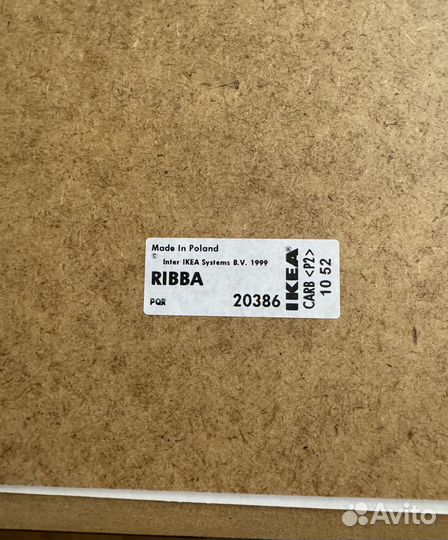 Made In Poland
©
Inter IKEA Systems B.V. 1999
RIBBA
PQR
20386
IKEA®
CARB <P2>
10 52
Avito